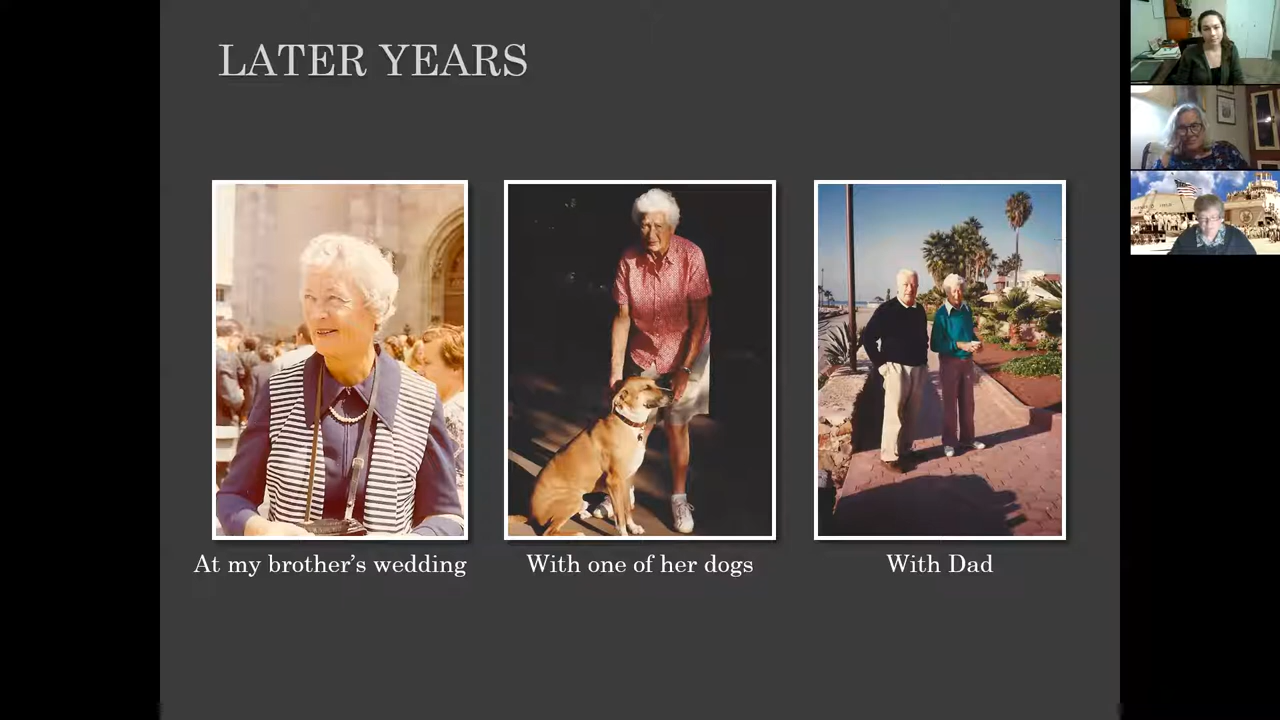 LATER YEARS
At my brother's wedding
With one of her dogs
With Dad